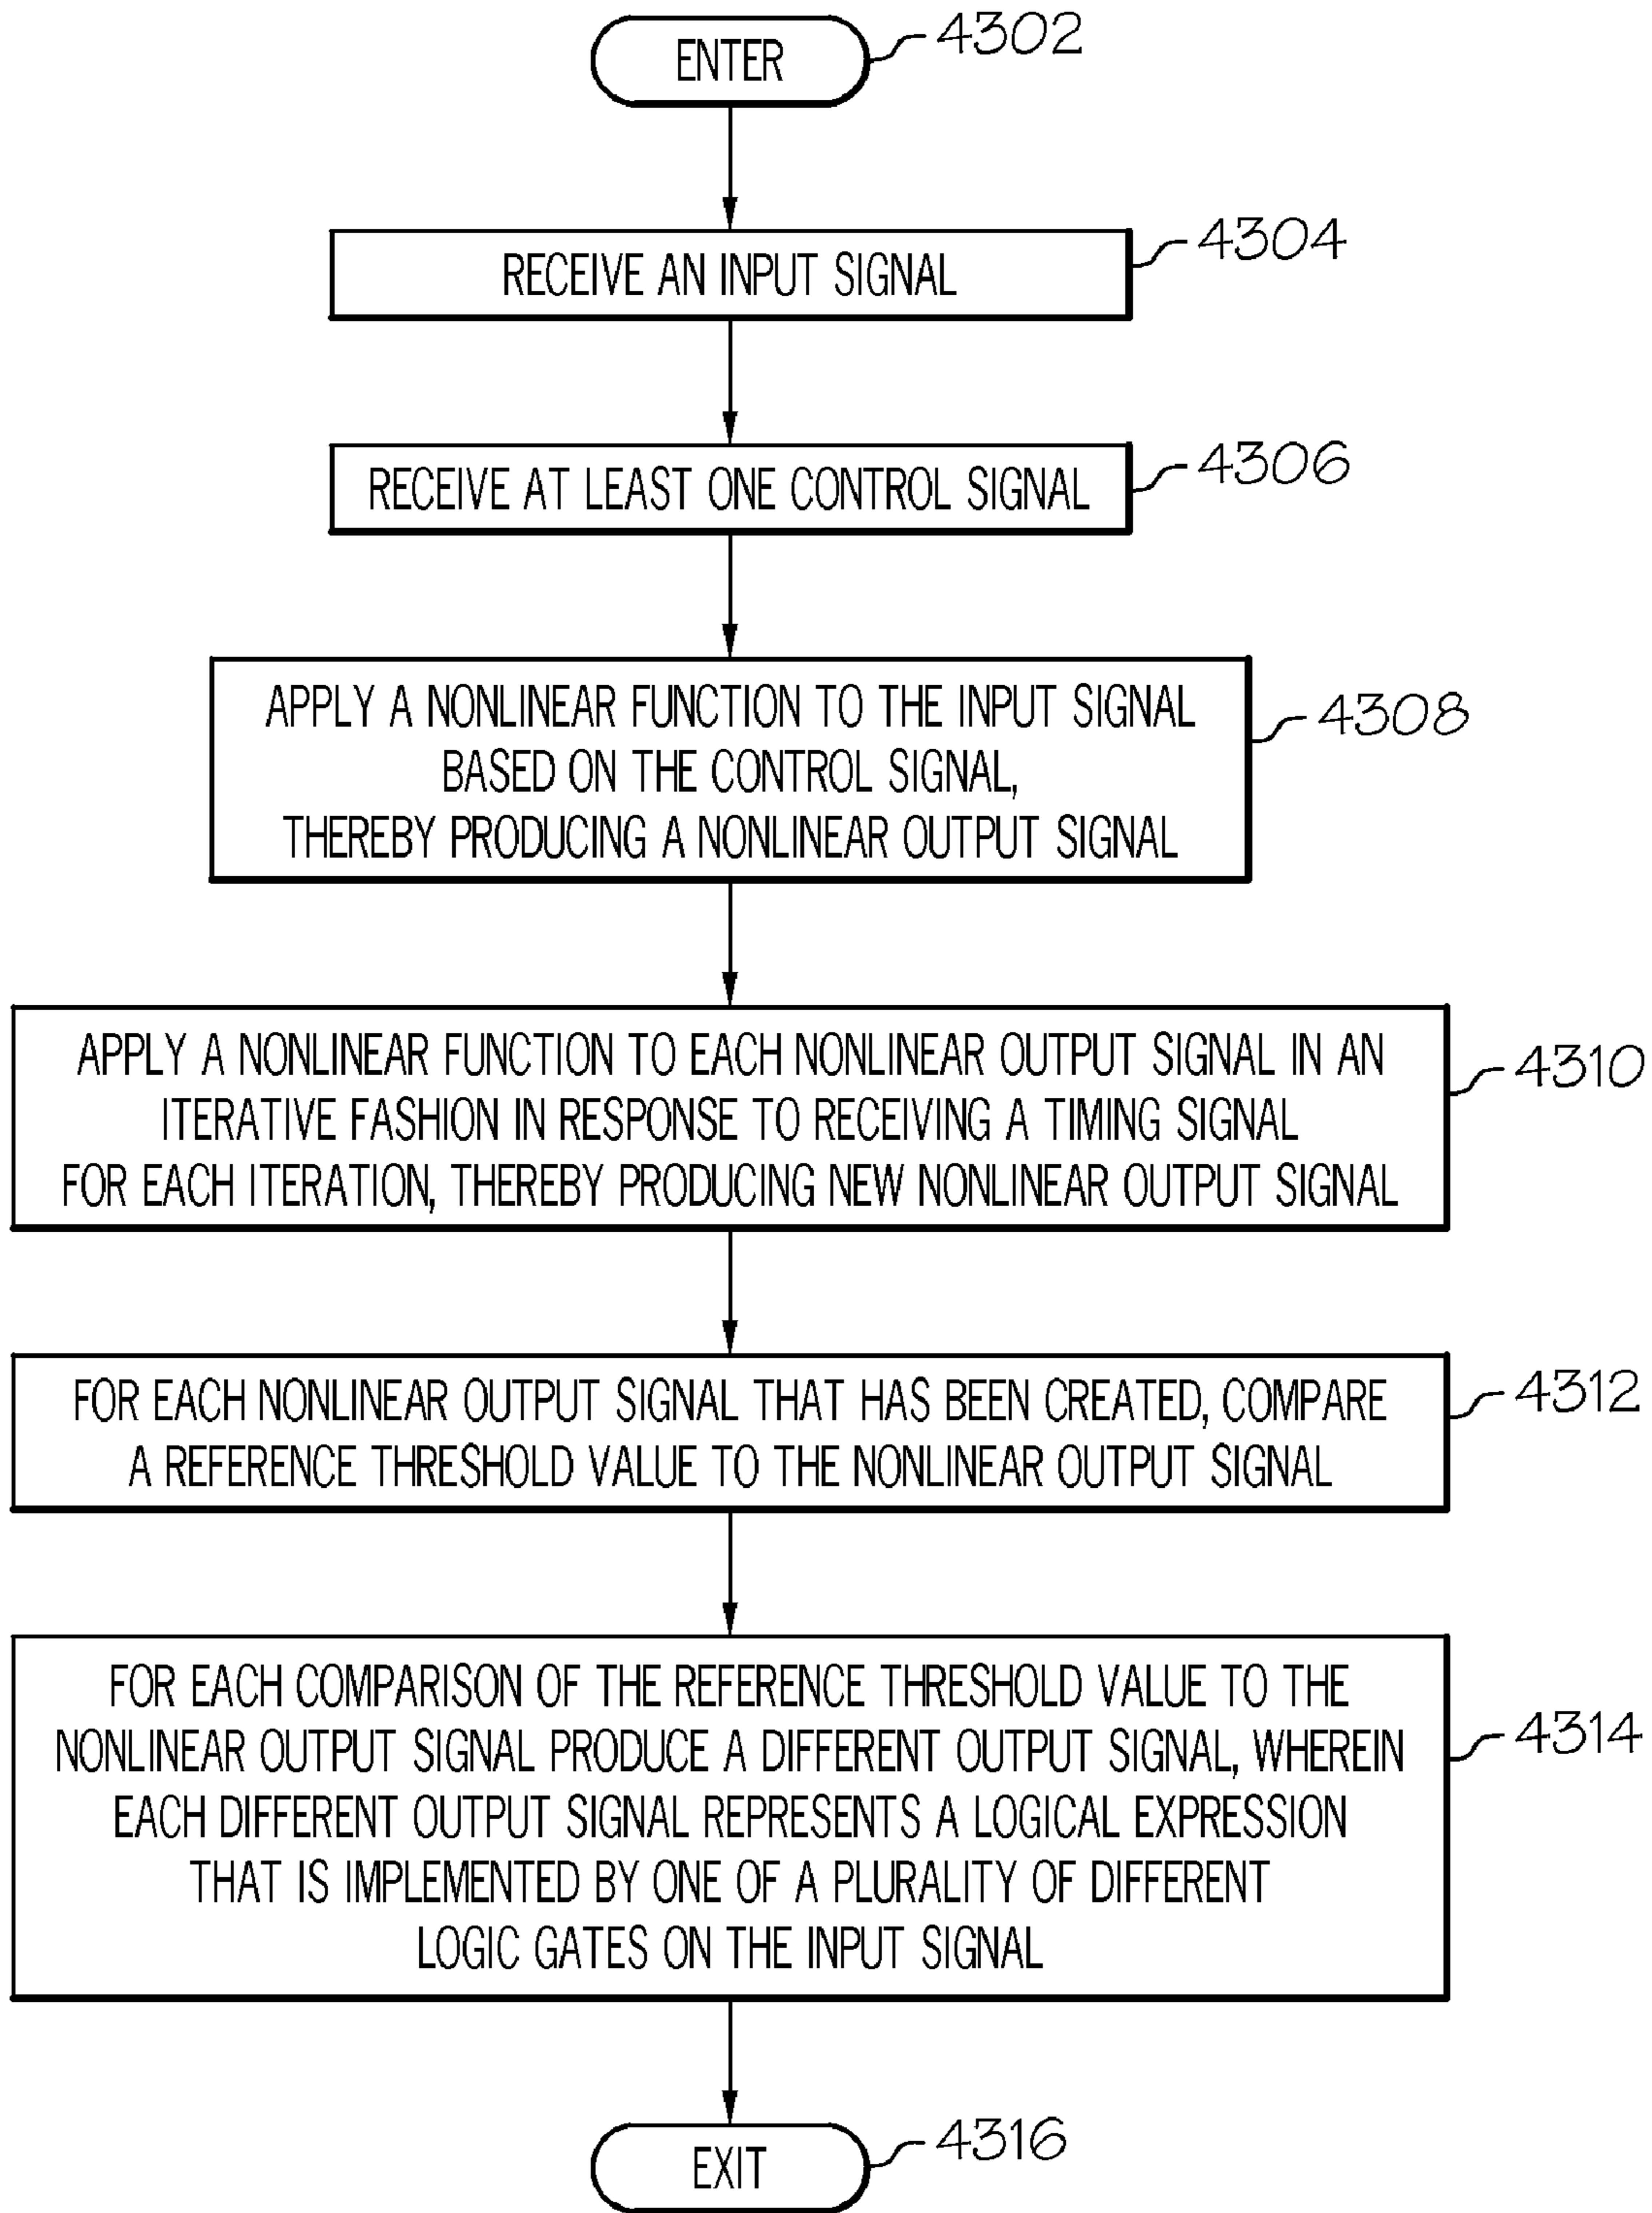 ENTER
4302
RECEIVE AN INPUT SIGNAL
4304
RECEIVE AT LEAST ONE CONTROL SIGNAL
4306
APPLY A NONLINEAR FUNCTION TO THE INPUT SIGNAL
BASED ON THE CONTROL SIGNAL,
THEREBY PRODUCING A NONLINEAR OUTPUT SIGNAL
4308
APPLY A NONLINEAR FUNCTION TO EACH NONLINEAR OUTPUT SIGNAL IN AN
ITERATIVE FASHION IN RESPONSE TO RECEIVING A TIMING SIGNAL
FOR EACH ITERATION, THEREBY PRODUCING NEW NONLINEAR OUTPUT SIGNAL
4310
FOR EACH NONLINEAR OUTPUT SIGNAL THAT HAS BEEN CREATED, COMPARE
A REFERENCE THRESHOLD VALUE TO THE NONLINEAR OUTPUT SIGNAL
4312
FOR EACH COMPARISON OF THE REFERENCE THRESHOLD VALUE TO THE
NONLINEAR OUTPUT SIGNAL PRODUCE A DIFFERENT OUTPUT SIGNAL, WHEREIN
EACH DIFFERENT OUTPUT SIGNAL REPRESENTS A LOGICAL EXPRESSION
THAT IS IMPLEMENTED BY ONE OF A PLURALITY OF DIFFERENT
LOGIC GATES ON THE INPUT SIGNAL
4314
EXIT
4316